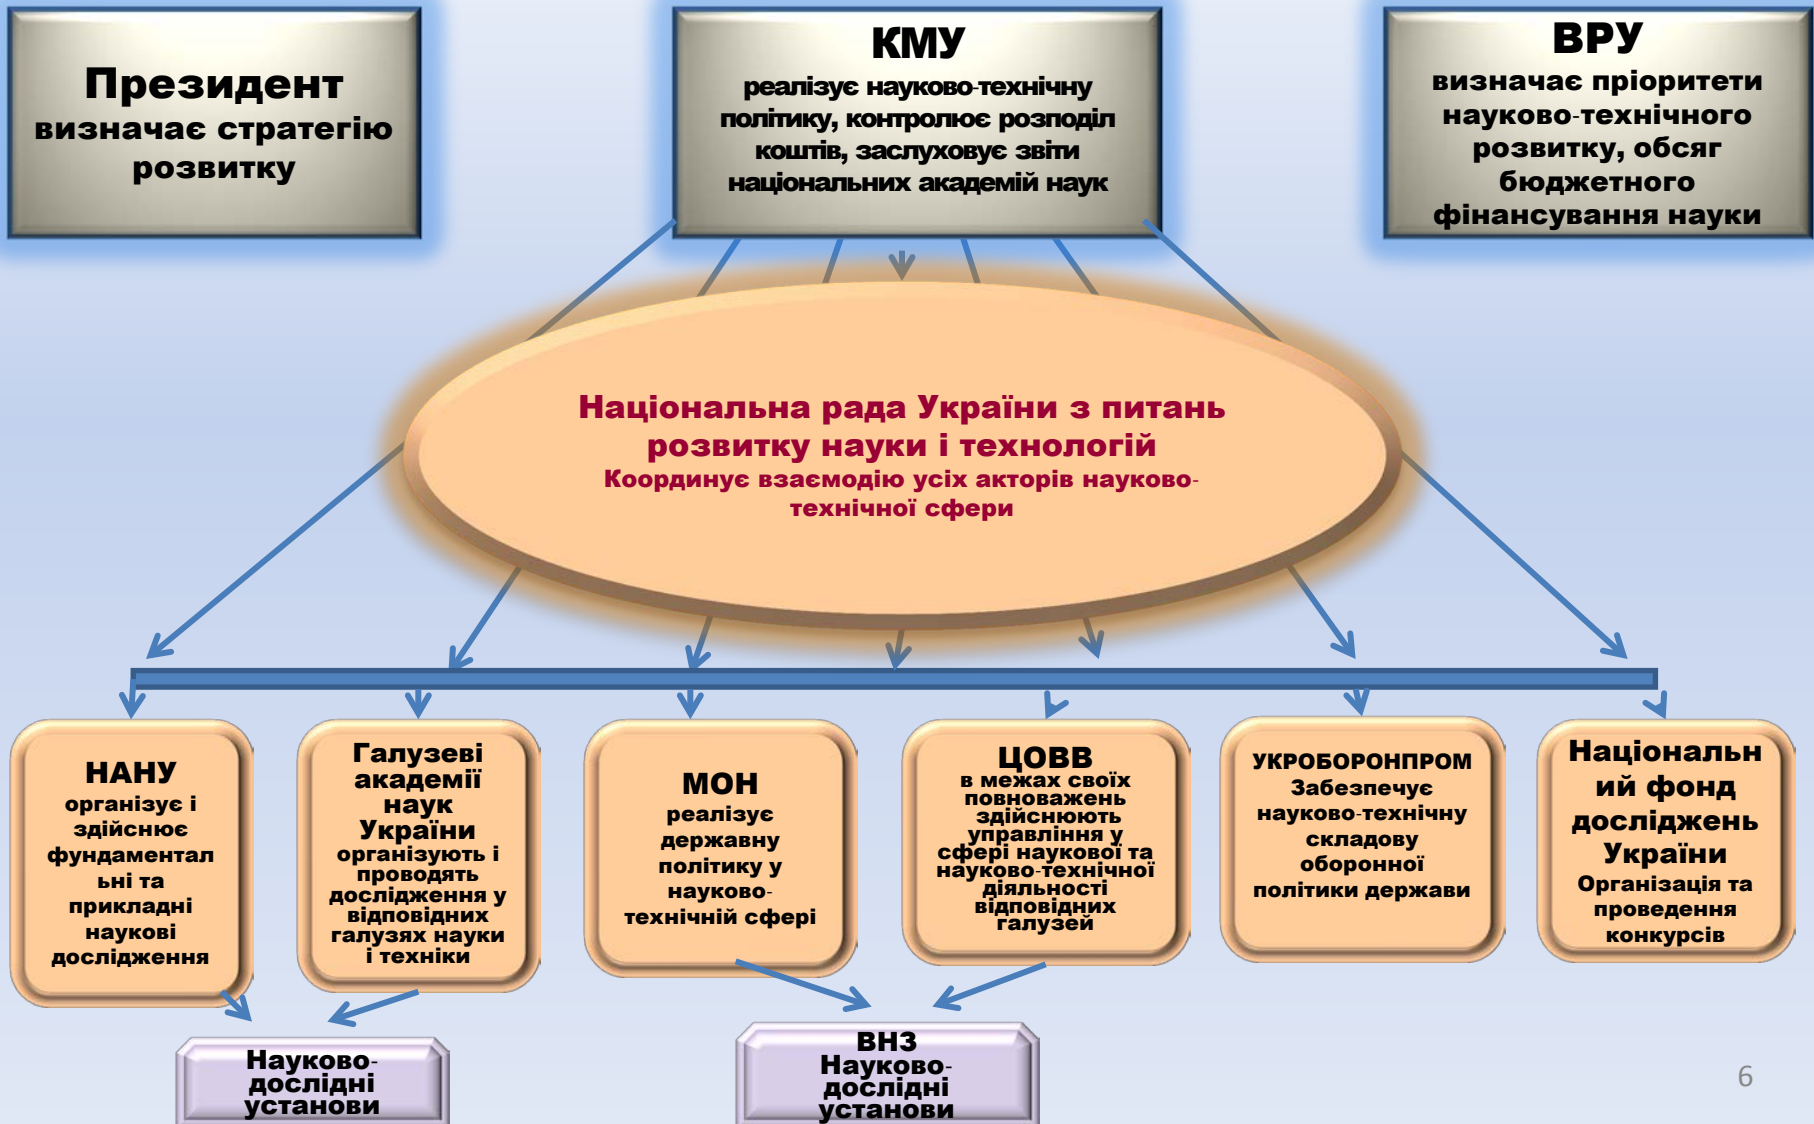 Президент
визначає стратегію
розвитку
КМУ
реалізує науково-технічну
політику, контролює розподіл
коштів, заслуховує звіти
національних академій наук
ВРУ
визначає пріоритети
науково-технічного
розвитку, обсяг
бюджетного
фінансування науки
Національна рада України з питань
розвитку науки і технологій
Координує взаємодію усіх акторів науково-
технічної сфери
НАНУ
організує і
здійснює
фундаментал
ьні та
прикладні
наукові
дослідження
Галузеві
академії
наук
України
організують і
проводять
дослідження у
відповідних
галузях науки
і техніки
МОН
реалізує
державну
політику у
науково-
технічній сфері
ЦОВВ
в межах своїх
повноважень
здійснюють
управління у
сфері наукової та
науково-технічної
діяльності
відповідних
галузей
УКРОБОРОНПРОМ
Забезпечує
науково-технічну
складову
оборонної
політики держави
Національн
ий фонд
досліджень
України
Організація та
проведення
конкурсів
Науково-
дослідні
установи
ВНЗ
Науково-
дослідні
установи
6